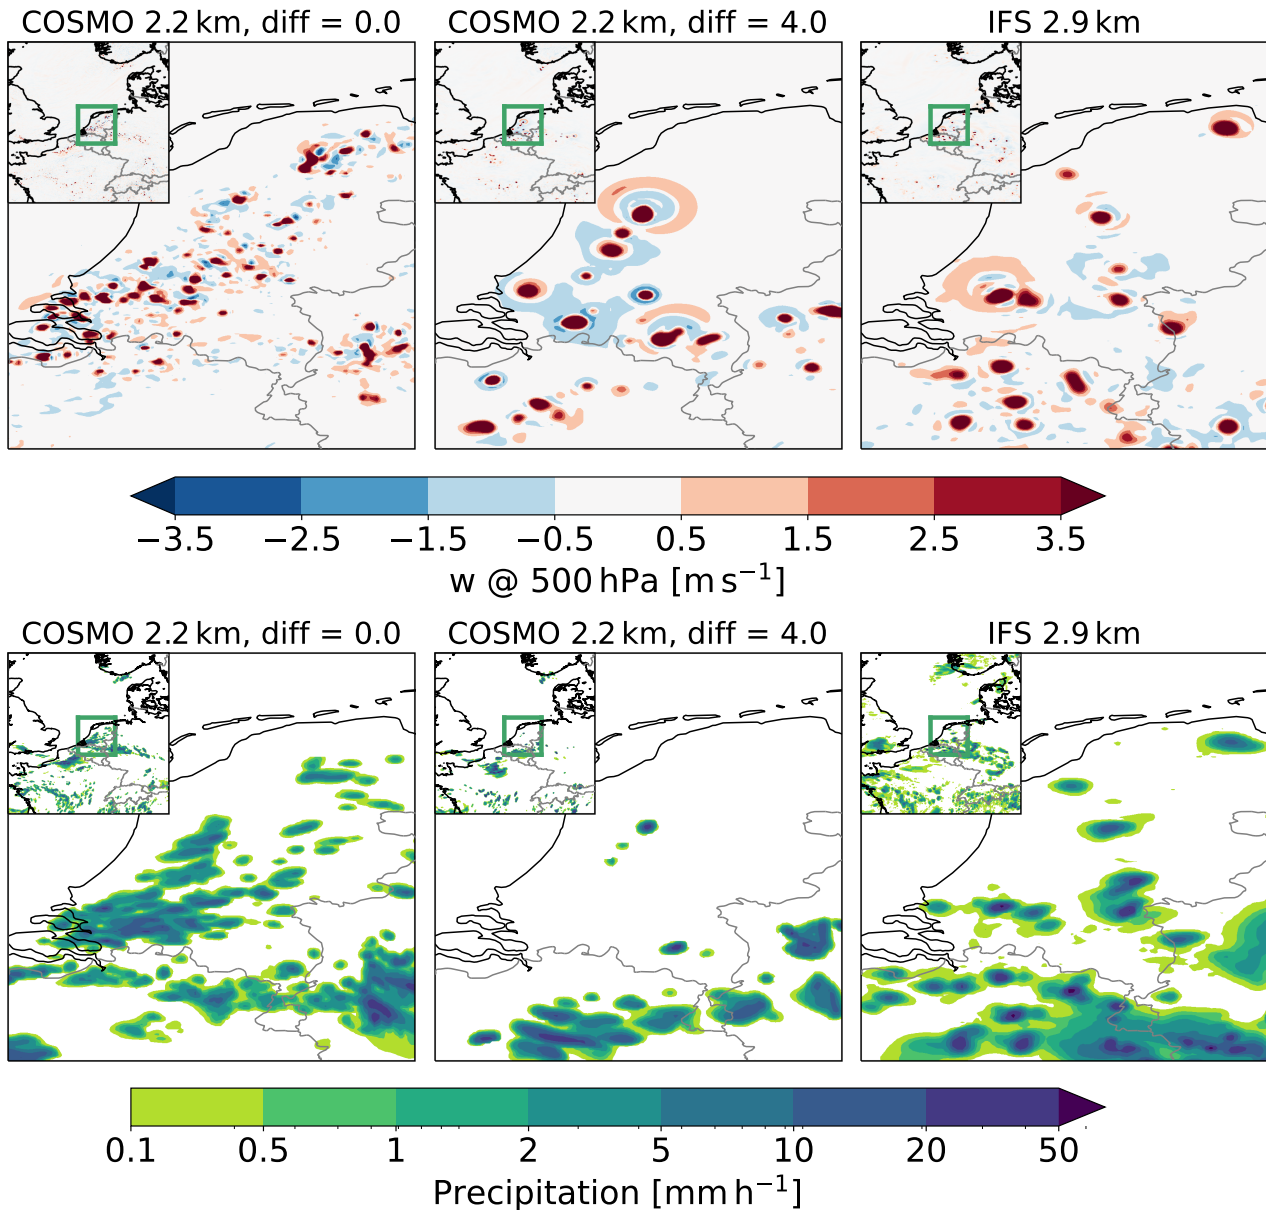 COSMO 2.2 km, diff = 0.0 COSMO 2.2 km, diff = 4.0 IFS 2.9 km
−3.5 −2.5 −1.5 −0.5 0.5 1.5 2.5 3.5
w @ 500 hPa [m s⁻¹]
COSMO 2.2 km, diff = 0.0 COSMO 2.2 km, diff = 4.0 IFS 2.9 km
0.1 0.5 1 2 5 10 20 50
Precipitation [mm h⁻¹]